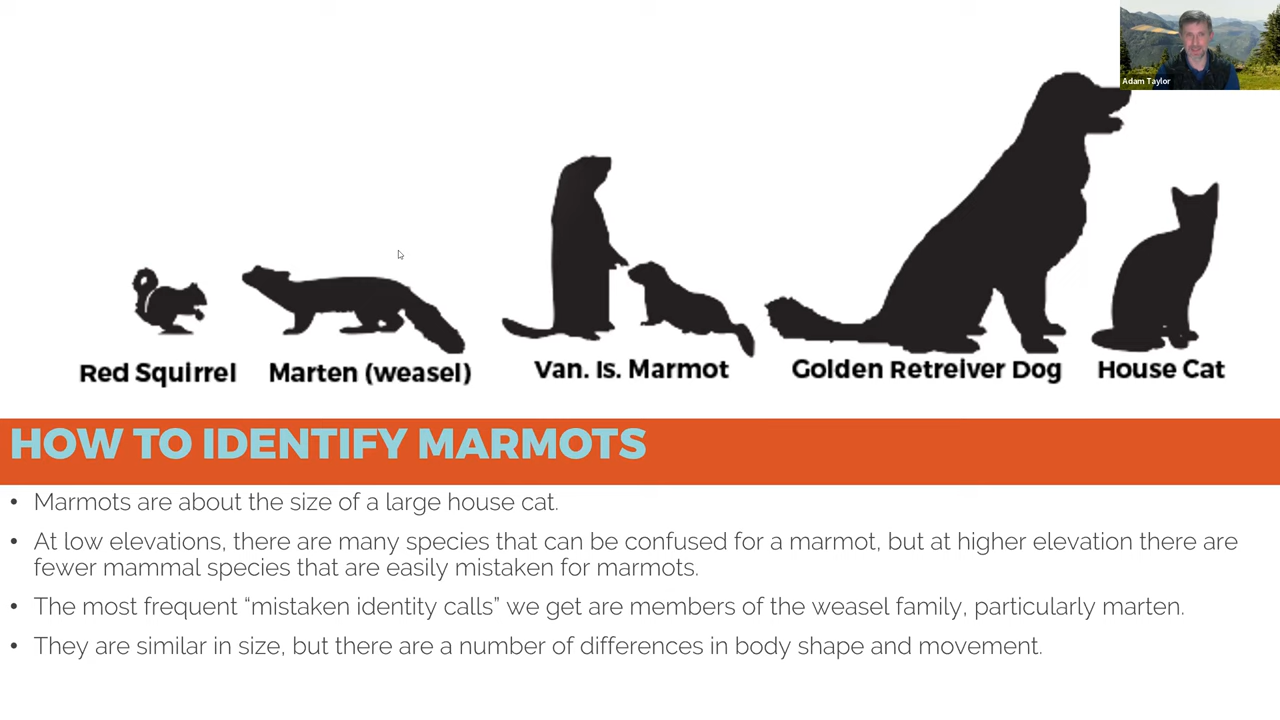 Adam Taylor
Red Squirrel
Marten (weasel)
Van. Is. Marmot
Golden Retreiver Dog
House Cat
HOW TO IDENTIFY MARMOTS
• Marmots are about the size of a large house cat.
• At low elevations, there are many species that can be confused for a marmot, but at higher elevation there are
fewer mammal species that are easily mistaken for marmots.
• The most frequent “mistaken identity calls” we get are members of the weasel family, particularly marten.
• They are similar in size, but there are a number of differences in body shape and movement.